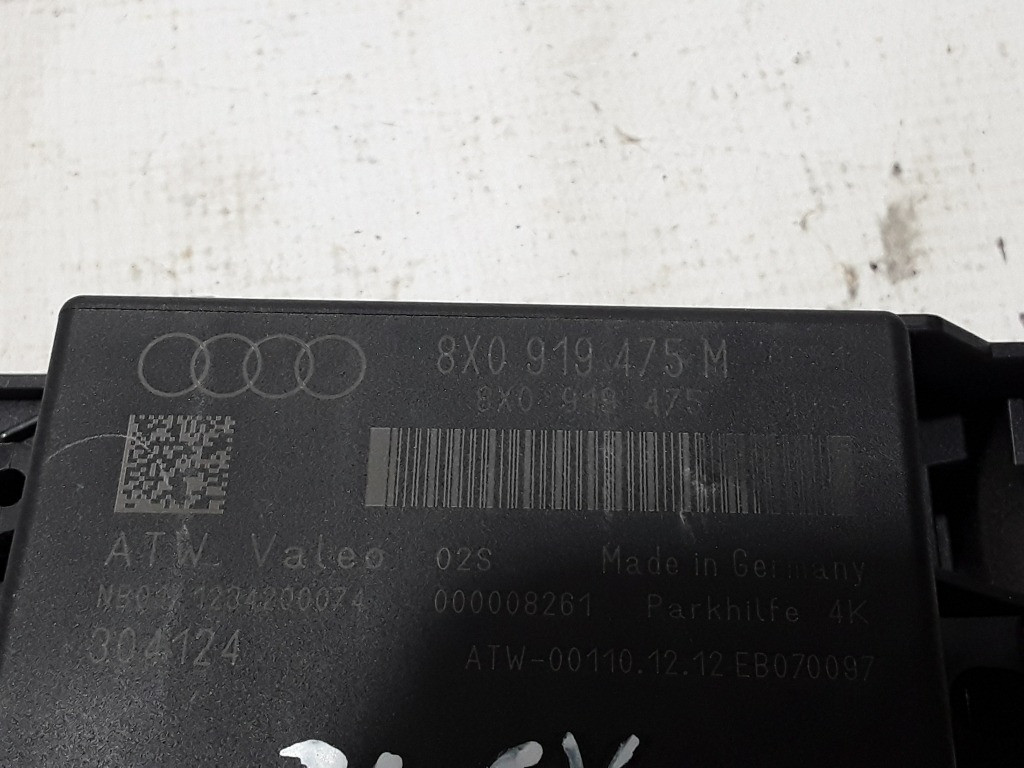 8X0 919 475 M
8X0 919 475
ATW Valeo 02S Made in Germany
1234200074 000008261 Parkhilfe 4K
304124
ATW-00110.12.12 EB070097